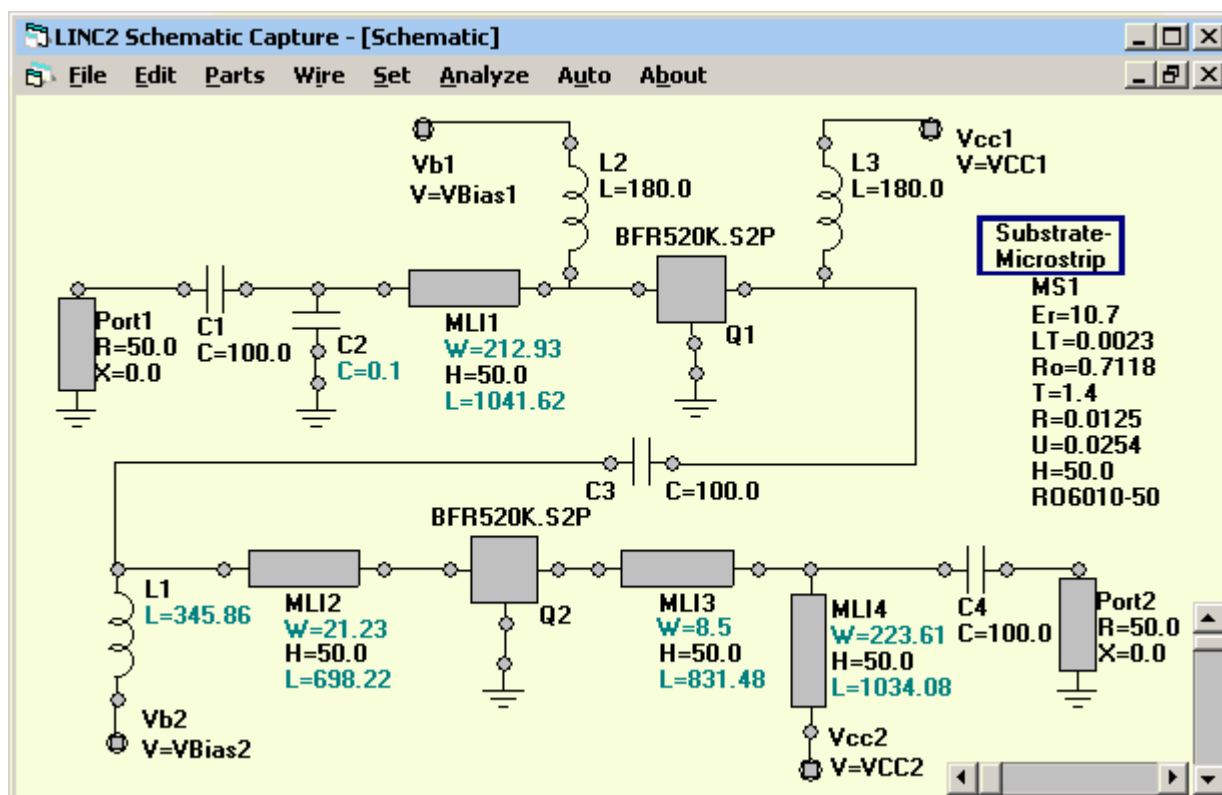 LINC2 Schematic Capture - [Schematic]
File Edit Parts Wire Set Analyze Auto About
Vb1
V=VBias1
L2
L=180.0
L3
L=180.0
Vcc1
V=VCC1
BFR520K.S2P
Q1
Substrate-
Microstrip
MS1
Er=10.7
LT=0.0023
Ro=0.7118
T=1.4
R=0.0125
U=0.0254
H=50.0
RO6010-50
Port1
R=50.0
X=0.0
C1
C=100.0
C2
C=0.1
MLI1
W=212.93
H=50.0
L=1041.62
C3
C=100.0
BFR520K.S2P
Q2
L1
L=345.86
MLI2
W=21.23
H=50.0
L=698.22
MLI3
W=8.5
H=50.0
L=831.48
MLI4
W=223.61
H=50.0
L=1034.08
C4
C=100.0
Port2
R=50.0
X=0.0
Vb2
V=VBias2
Vcc2
V=VCC2